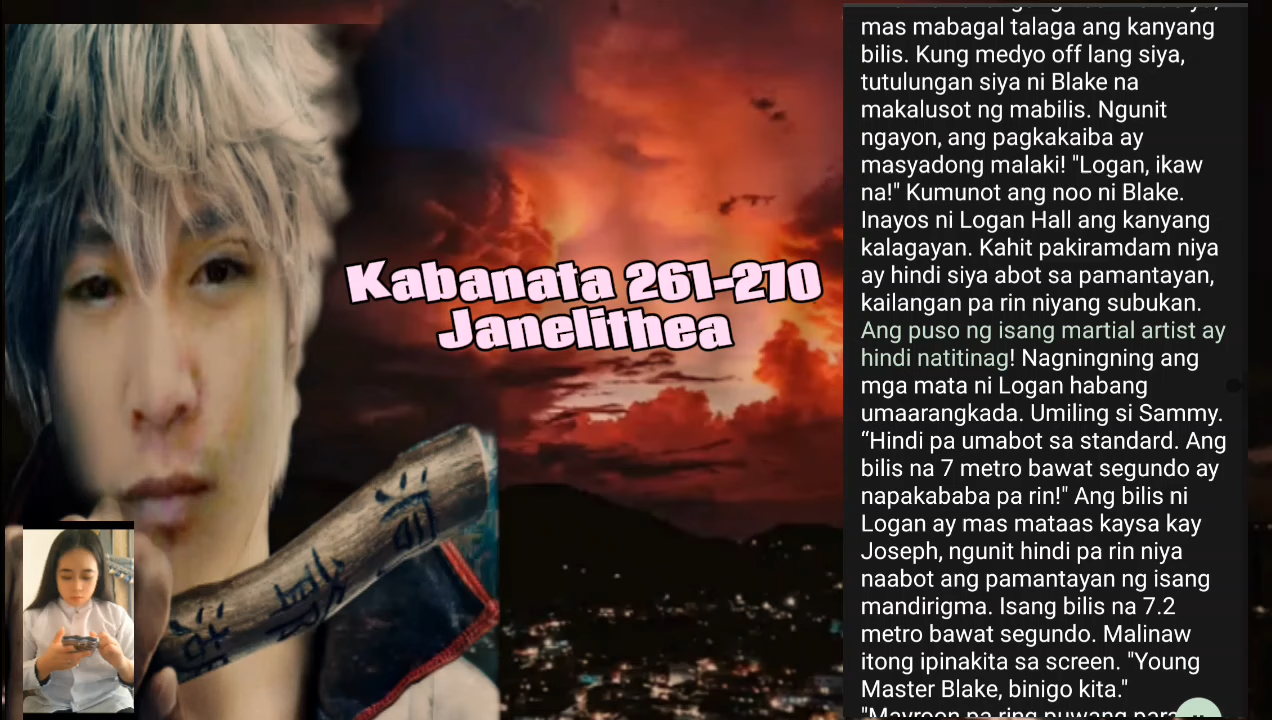 Kabanata 261-270
Janelithea
mas mabagal talaga ang kanyang
bilis. Kung medyo off lang siya,
tutulungan siya ni Blake na
makalusot ng mabilis. Ngunit
ngayon, ang pagkakaiba ay
masyadong malaki! "Logan, ikaw
na!" Kumunot ang noo ni Blake.
Inayos ni Logan Hall ang kanyang
kalagayan. Kahit pakiramdam niya
ay hindi siya abot sa pamantayan,
kailangan pa rin niyang subukan.
Ang puso ng isang martial artist ay
hindi natitinag! Nagningning ang
mga mata ni Logan habang
umaarangkada. Umiling si Sammy.
“Hindi pa umabot sa standard. Ang
bilis na 7 metro bawat segundo ay
napakababa pa rin!" Ang bilis ni
Logan ay mas mataas kaysa kay
Joseph, ngunit hindi pa rin niya
naabot ang pamantayan ng isang
mandirigma. Isang bilis na 7.2
metro bawat segundo. Malinaw
itong ipinakita sa screen. "Young
Master Blake, binigo kita."
"Mayroon pa ring puwang para